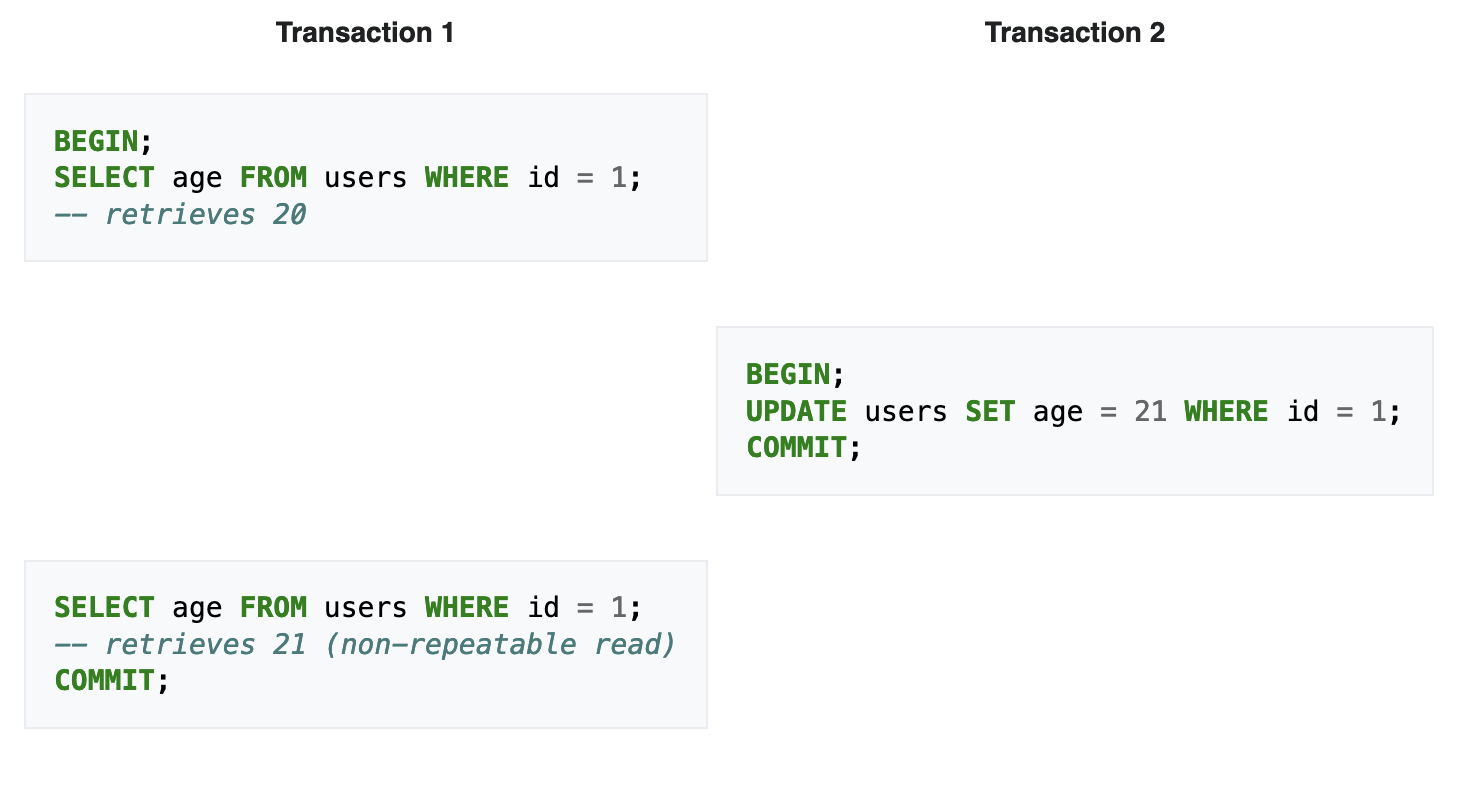 Transaction 1
Transaction 2
BEGIN;
SELECT age FROM users WHERE id = 1;
-- retrieves 20
BEGIN;
UPDATE users SET age = 21 WHERE id = 1;
COMMIT;
SELECT age FROM users WHERE id = 1;
-- retrieves 21 (non-repeatable read)
COMMIT;